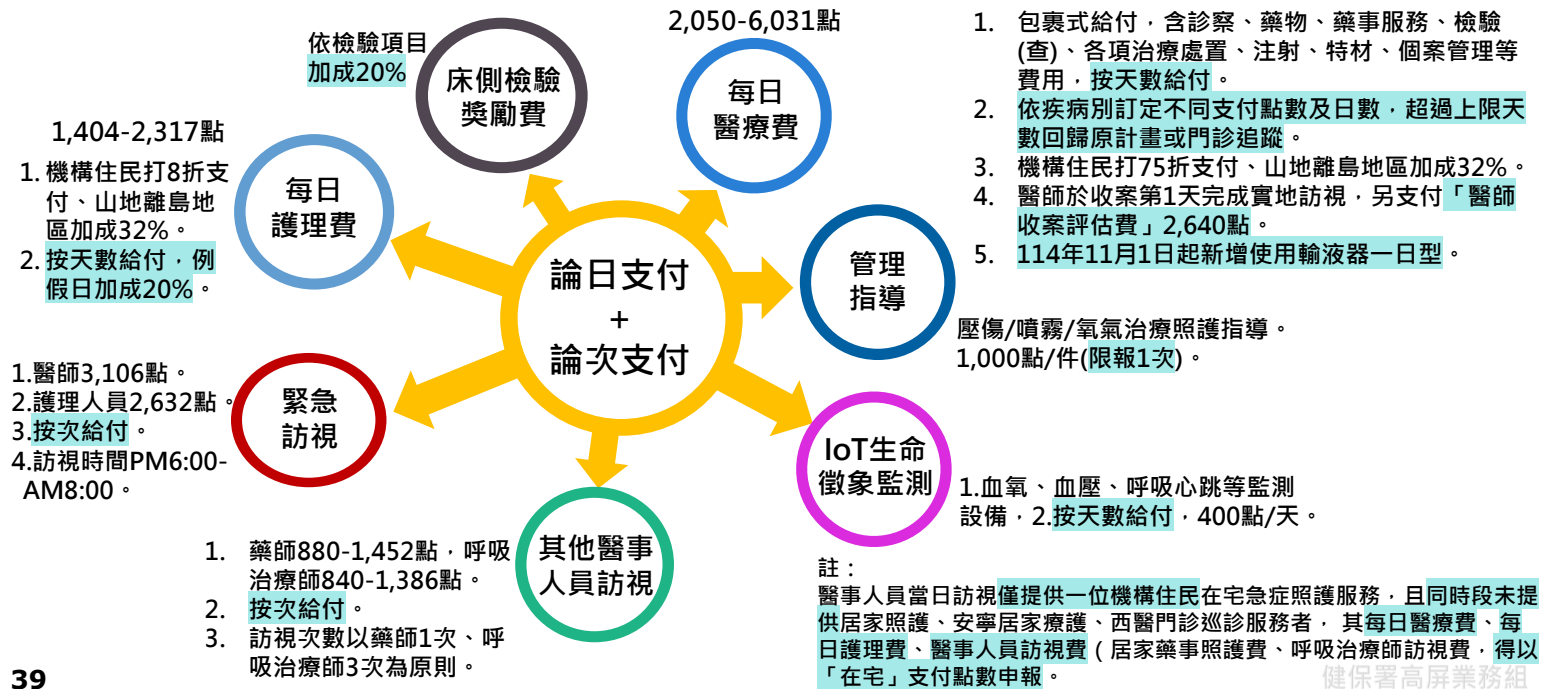 2,050-6,031點
依檢驗項目
加成20%
床側檢驗
獎勵費
每日
醫療費
1. 包裹式給付，含診察、藥物、藥事服務、檢驗
(查)、各項治療處置、注射、特材、個案管理等
費用，按天數給付。
2. 依疾病別訂定不同支付點數及日數，超過上限天
數回歸原計畫或門診追蹤。
3. 機構住民打75折支付、山地離島地區加成32%。
4. 醫師於收案第1天完成實地訪視，另支付「醫師
收案評估費」2,640點。
5. 114年11月1日起新增使用輸液器一日型。
1,404-2,317點
1. 機構住民打8折支
付、山地離島地
區加成32%。
2. 按天數給付，例
假日加成20%。
每日
護理費
論日支付
+
論次支付
管理
指導
壓傷/噴霧/氧氣治療照護指導。
1,000點/件(限報1次)。
1.醫師3,106點。
2.護理人員2,632點。
3.按次給付。
4.訪視時間PM6:00-
AM8:00。
緊急
訪視
IoT生命
徵象監測
1.血氧、血壓、呼吸心跳等監測
設備，2.按天數給付，400點/天。
1. 藥師880-1,452點，呼吸
治療師840-1,386點。
2. 按次給付。
3. 訪視次數以藥師1次、呼
吸治療師3次為原則。
其他醫事
人員訪視
註：
醫事人員當日訪視僅提供一位機構住民在宅急症照護服務，且同時段未提
供居家照護、安寧居家療護、西醫門診巡診服務者， 其每日醫療費、每
日護理費、醫事人員訪視費（居家藥事照護費、呼吸治療師訪視費，得以
「在宅」支付點數申報。
健保署高屏業務組
39